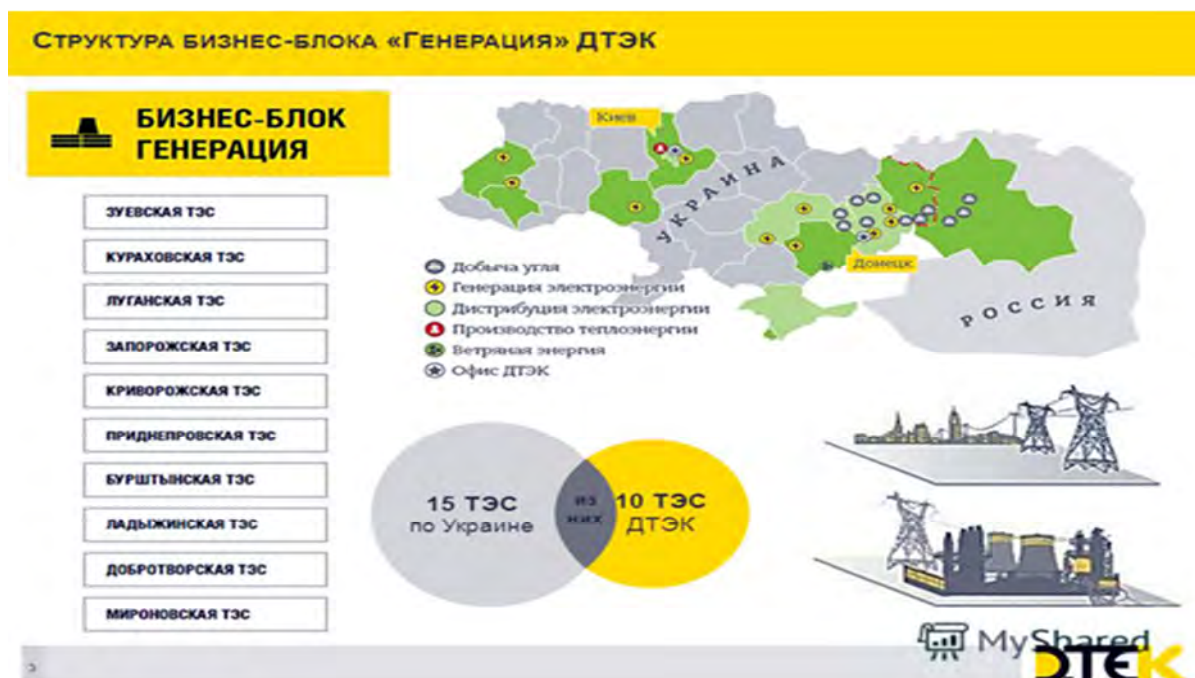 СТРУКТУРА БИЗНЕС-БЛОКА «ГЕНЕРАЦИЯ» ДТЭК
БИЗНЕС-БЛОК
ГЕНЕРАЦИЯ
ЗУЕВСКАЯ ТЭС
КУРАХОВСКАЯ ТЭС
ЛУГАНСКАЯ ТЭС
ЗАПОРОЖСКАЯ ТЭС
КРИВОРОЖСКАЯ ТЭС
ПРИДНЕПРОВСКАЯ ТЭС
БУРШТЫНСКАЯ ТЭС
ЛАДЫЖИНСКАЯ ТЭС
ДОБРОТВОРСКАЯ ТЭС
МИРОНОВСКАЯ ТЭС
Киев
УКРАИНА
Донецк
РОССИЯ
Добыча угля
Генерация электроэнергии
Дистрибуция электроэнергии
Производство теплоэнергии
Ветряная энергия
Офис ДТЭК
15 ТЭС
по Украине
из
них
10 ТЭС
ДТЭК
MyShared
DTEK